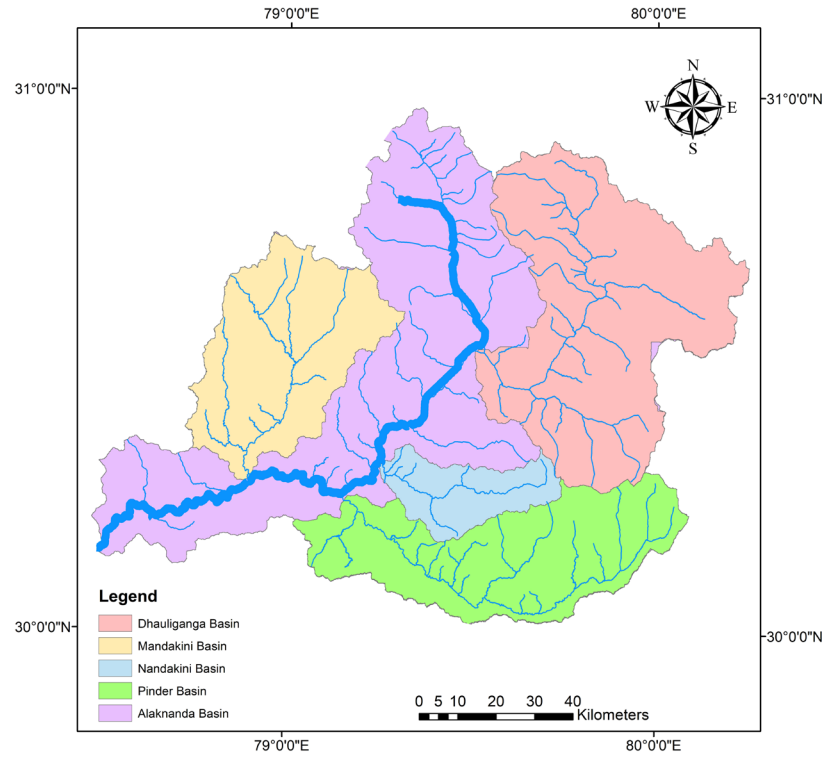 79°0'0"E 80°0'0"E
31°0'0"N
31°0'0"N
N
W E
S
Legend
Dhauliganga Basin
Mandakini Basin
Nandakini Basin
Pinder Basin
Alaknanda Basin
30°0'0"N
30°0'0"N
0 5 10 20 30 40
Kilometers
79°0'0"E 80°0'0"E